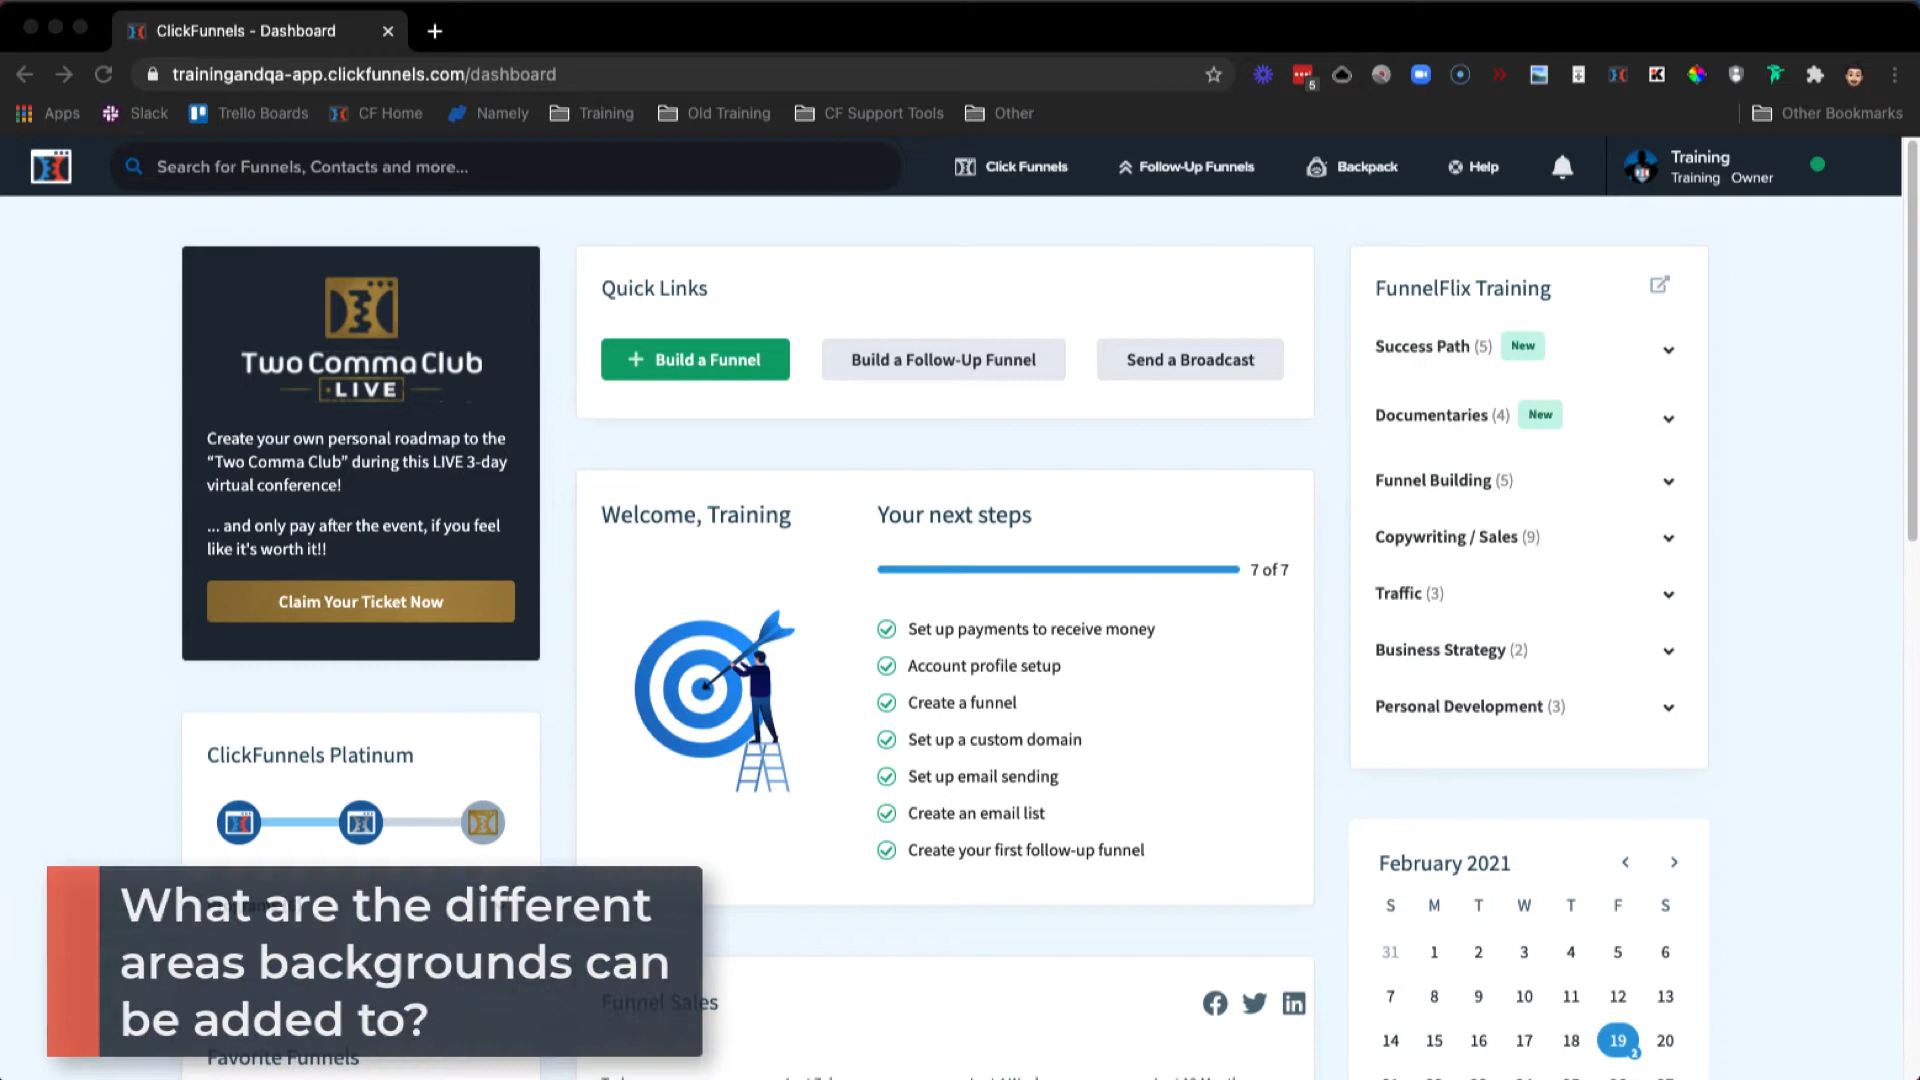 ClickFunnels - Dashboard
trainingandqa-app.clickfunnels.com/dashboard
5
Apps
Slack
Trello Boards
CF Home
Namely
Training
Old Training
CF Support Tools
Other
Other Bookmarks
Search for Funnels, Contacts and more...
Click Funnels
Follow-Up Funnels
Backpack
Help
Training
Training Owner
Two Comma Club
LIVE
Create your own personal roadmap to the
“Two Comma Club” during this LIVE 3-day
virtual conference!
... and only pay after the event, if you feel
like it's worth it!!
Claim Your Ticket Now
ClickFunnels Platinum
Favorite Funnels
Quick Links
+ Build a Funnel
Build a Follow-Up Funnel
Send a Broadcast
Welcome, Training
Your next steps
7 of 7
Set up payments to receive money
Account profile setup
Create a funnel
Set up a custom domain
Set up email sending
Create an email list
Create your first follow-up funnel
Funnel Sales
FunnelFlix Training
Success Path (5) New
Documentaries (4) New
Funnel Building (5)
Copywriting / Sales (9)
Traffic (3)
Business Strategy (2)
Personal Development (3)
February 2021
S M T W T F S
31 1 2 3 4 5 6
7 8 9 10 11 12 13
14 15 16 17 18 19 20
2
What are the different
areas backgrounds can
be added to?